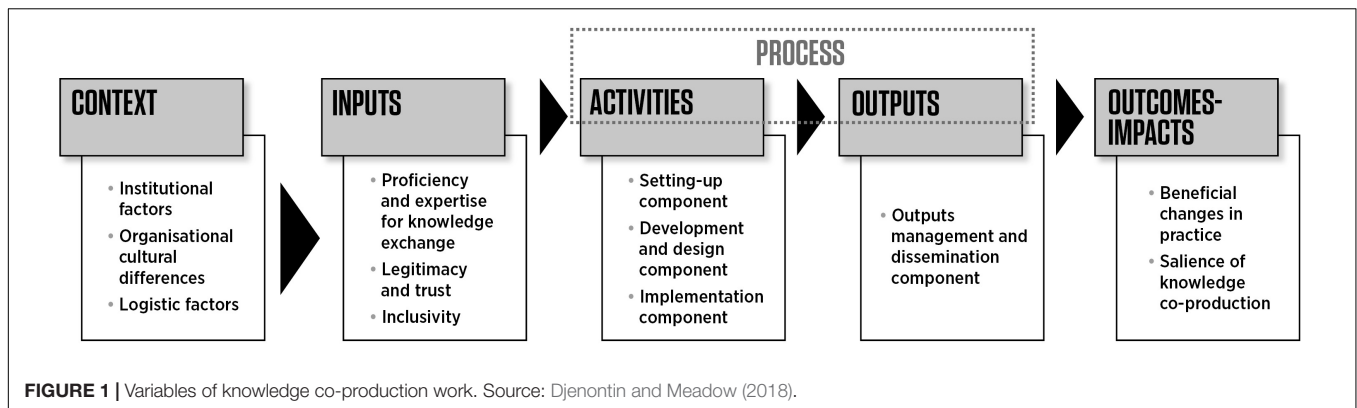 PROCESS
CONTEXT
• Institutional
factors
• Organisational
cultural
differences
• Logistic factors
INPUTS
• Proficiency
and expertise
for knowledge
exchange
• Legitimacy
and trust
• Inclusivity
ACTIVITIES
• Setting-up
component
• Development
and design
component
• Implementation
component
OUTPUTS
• Outputs
management and
dissemination
component
OUTCOMES-
IMPACTS
• Beneficial
changes in
practice
• Salience of
knowledge
co-production
FIGURE 1 | Variables of knowledge co-production work. Source: Djenontin and Meadow (2018).